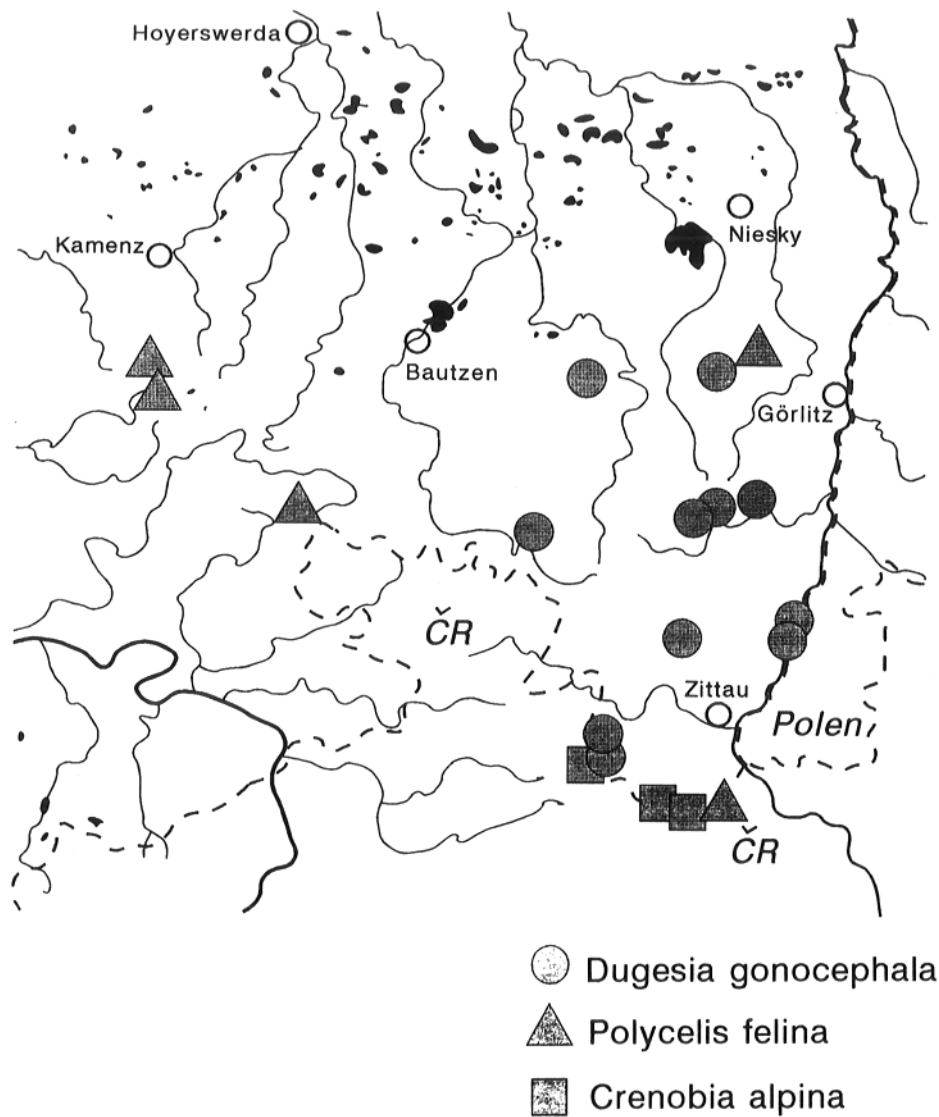 Hoyerswerda
Niesky
Kamenz
Bautzen
Görlitz
ČR
Zittau
Polen
ČR
Dugesia gonocephala
Polycelis felina
Crenobia alpina